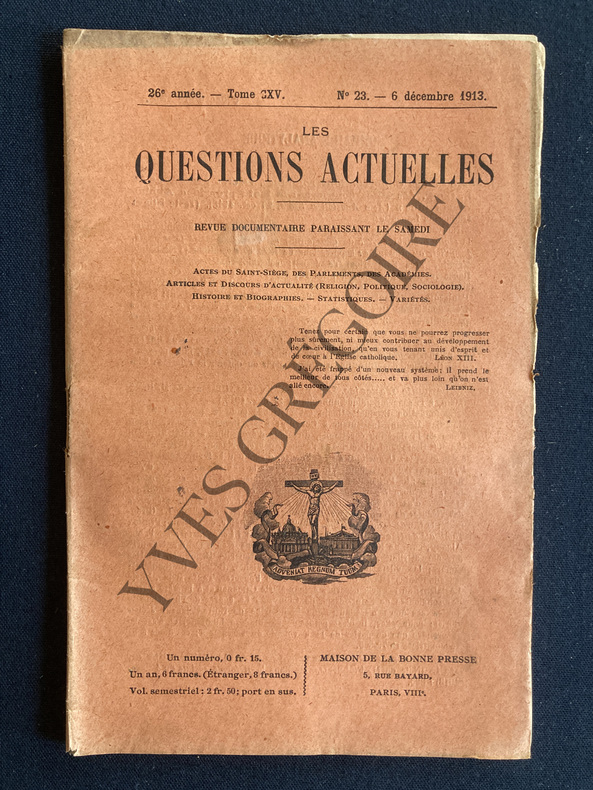 26e année. — Tome CXV. Nº 23. — 6 décembre 1913.
LES
QUESTIONS ACTUELLES
REVUE DOCUMENTAIRE PARAISSANT LE SAMEDI
Actes du Saint-Siège, des Parlements, des Académies.
Articles et Discours d'actualité (Religion, Politique, Sociologie).
Histoire et Biographies. — Statistiques. — Variétés.
Tenez pour certain que vous ne pourrez progresser
plus sûrement, ni mieux contribuer au développement
de la civilisation, qu'en vous tenant unis d'esprit et
de cœur à l'Église catholique. Léon XIII.
J'ai été frappé d'un nouveau système: il prend le
meilleur de tous côtés..... et va plus loin qu'on n'est
allé encore. Leibniz.
YVES GREGOIRE
ADVENIAT REGNUM TUUM
Un numéro, 0 fr. 15.
Un an, 6 francs. (Étranger, 8 francs.)
Vol. semestriel: 2 fr. 50; port en sus.
MAISON DE LA BONNE PRESSE
5, RUE BAYARD,
PARIS, VIIIe.